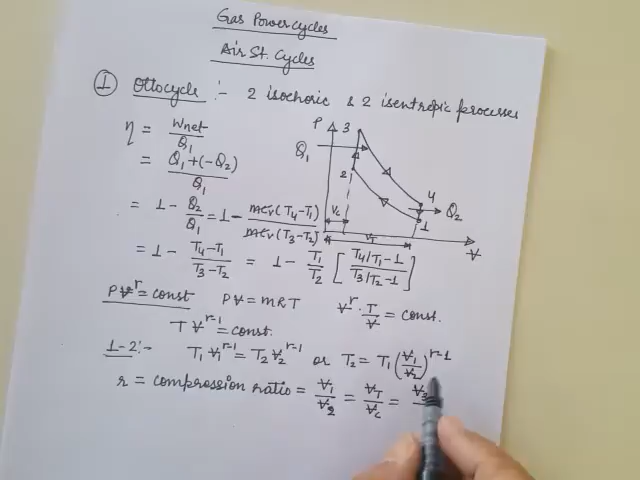 Gas Power cycles
Air St. Cycles
① Ottocycle :- 2 isochoric & 2 isentropic processes
η = Wnet/Q₁
= Q₁+(-Q₂)/Q₁
= 1 - Q₂/Q₁ = 1 - mCv(T₄-T₁)/mCv(T₃-T₂)
= 1 - T₄-T₁/T₃-T₂ = 1 - T₁/T₂ [T₄/T₁-1/T₃/T₂-1]
P 3
Q₁
2
4
Q₂
1
Vc
VT
V
PV^r = const PV = mRT V^r · T/V = const.
TV^r-1 = const.
1-2:- T₁V₁^r-1 = T₂V₂^r-1 or T₂ = T₁(V₁/V₂)^r-1
r = compression ratio = V₁/V₂ = VT/Vc = V₃